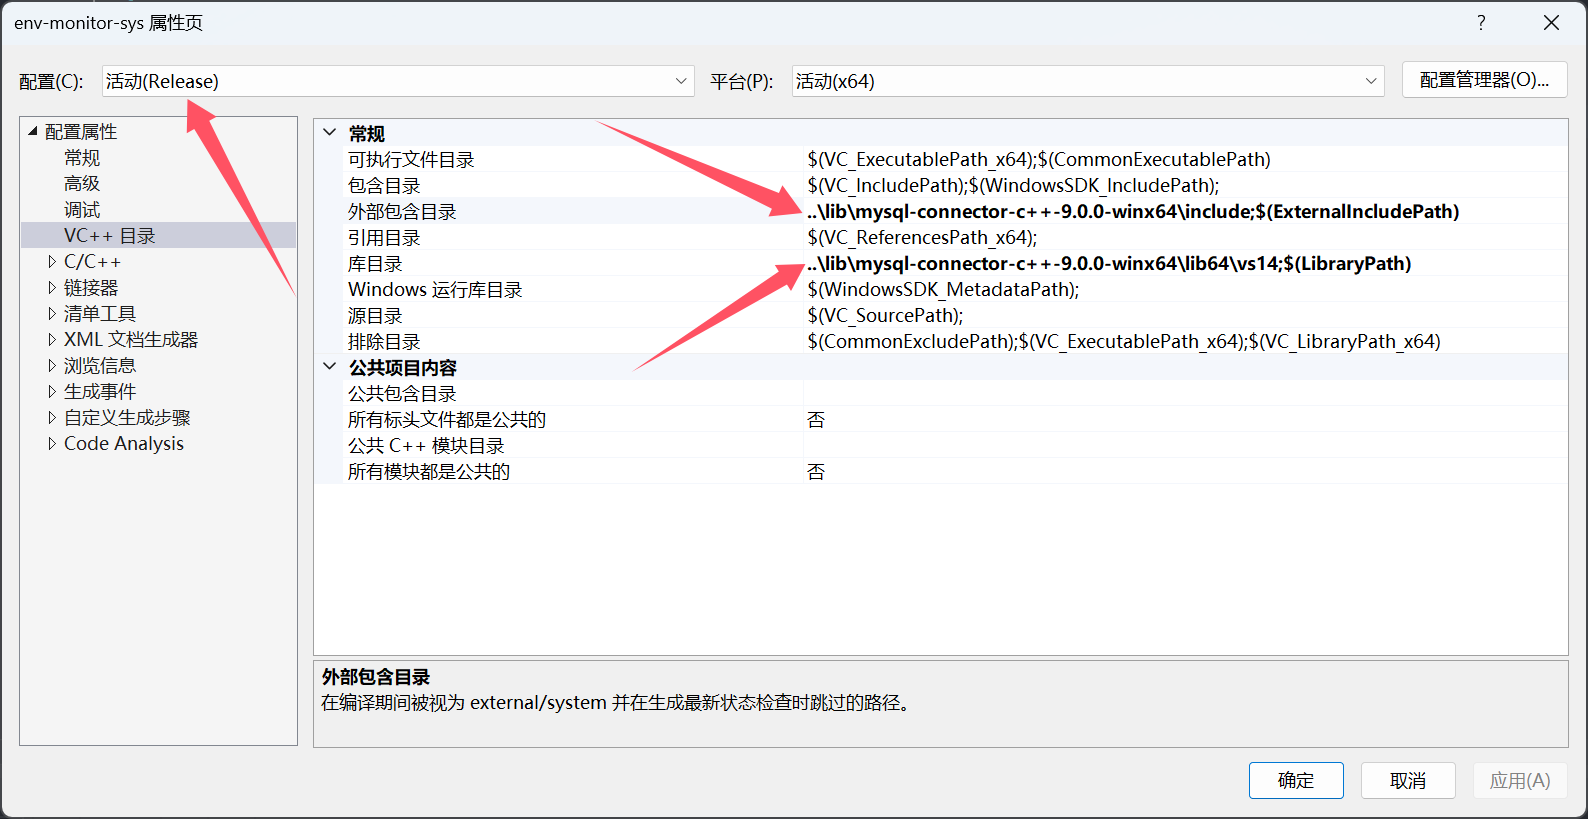 env-monitor-sys 属性页
?
配置(C):
活动(Release)
平台(P):
活动(x64)
配置管理器(O)...
配置属性
常规
高级
调试
VC++ 目录
C/C++
链接器
清单工具
XML 文档生成器
浏览信息
生成事件
自定义生成步骤
Code Analysis
常规
可执行文件目录 $(VC_ExecutablePath_x64);$(CommonExecutablePath)
包含目录 $(VC_IncludePath);$(WindowsSDK_IncludePath);
外部包含目录 ..\lib\mysql-connector-c++-9.0.0-winx64\include;$(ExternalIncludePath)
引用目录 $(VC_ReferencesPath_x64);
库目录 ..\lib\mysql-connector-c++-9.0.0-winx64\lib64\vs14;$(LibraryPath)
Windows 运行库目录 $(WindowsSDK_MetadataPath);
源目录 $(VC_SourcePath);
排除目录 $(CommonExcludePath);$(VC_ExecutablePath_x64);$(VC_LibraryPath_x64)
公共项目内容
公共包含目录
所有标头文件都是公共的 否
公共 C++ 模块目录
所有模块都是公共的 否
外部包含目录
在编译期间被视为 external/system 并在生成最新状态检查时跳过的路径。
确定
取消
应用(A)